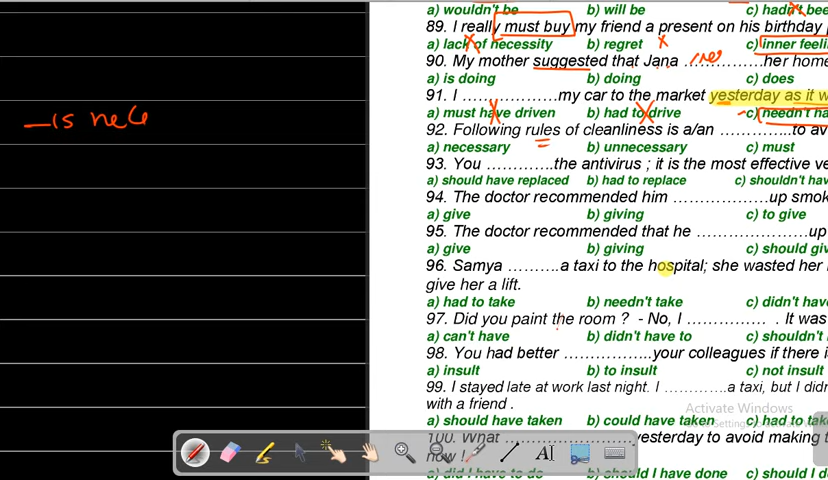 a) wouldn't be b) will be c) hadn't bee
89. I really must buy my friend a present on his birthday
a) lack of necessity b) regret c) inner feeli
90. My mother suggested that Jana ……………her home
a) is doing b) doing c) does
91. I ………………my car to the market yesterday as it w
a) must have driven b) had to drive c) needn't ha
_is nec
92. Following rules of cleanliness is a/an …………..to av
a) necessary b) unnecessary c) must
93. You …………..the antivirus ; it is the most effective ve
a) should have replaced b) had to replace c) shouldn't hav
94. The doctor recommended him ………………up smok
a) give b) giving c) to give
95. The doctor recommended that he …………………up
a) give b) giving c) should giv
96. Samya ……….a taxi to the hospital; she wasted her
give her a lift.
a) had to take b) needn't take c) didn't hav
97. Did you paint the room ? - No, I …………… . It was
a) can't have b) didn't have to c) shouldn't
98. You had better ……………your colleagues if there i
a) insult b) to insult c) not insult
99. I stayed late at work last night. I ………….a taxi, but I didn
with a friend .
a) should have taken b) could have taken c) had to tak
Activate Windows
100. What ……………………yesterday to avoid making
now !
a) did I have to do b) should I have done c) should I d